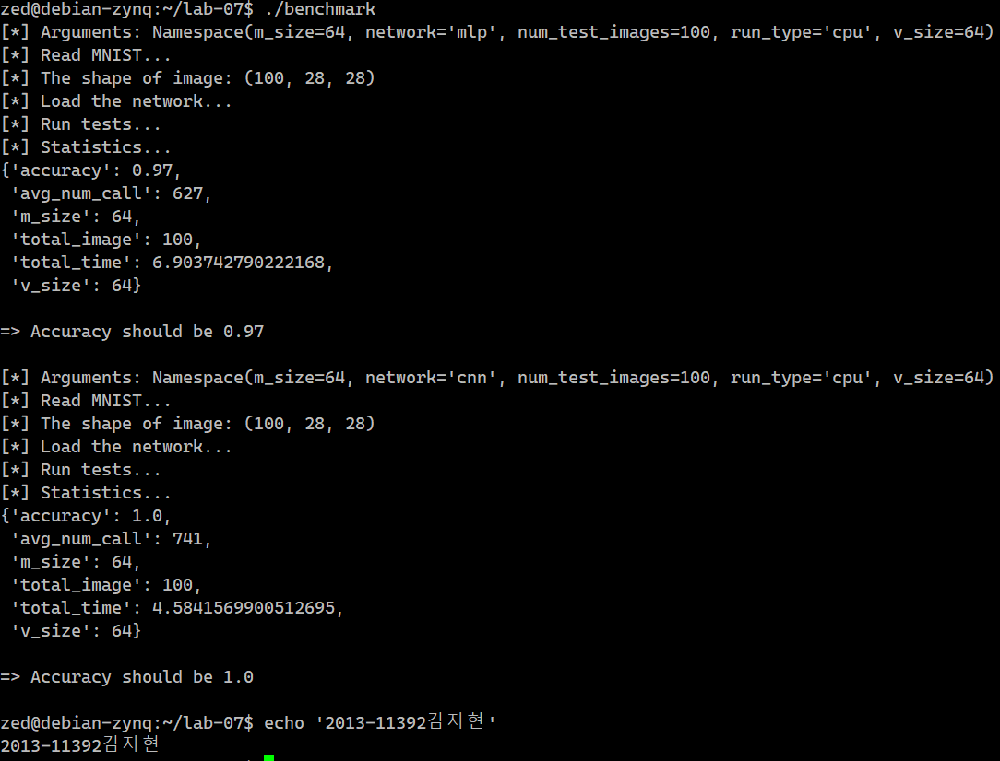 zed@debian-zynq:~/lab-07$ ./benchmark
[*] Arguments: Namespace(m_size=64, network='mlp', num_test_images=100, run_type='cpu', v_size=64)
[*] Read MNIST...
[*] The shape of image: (100, 28, 28)
[*] Load the network...
[*] Run tests...
[*] Statistics...
{'accuracy': 0.97,
 'avg_num_call': 627,
 'm_size': 64,
 'total_image': 100,
 'total_time': 6.903742790222168,
 'v_size': 64}
=> Accuracy should be 0.97
[*] Arguments: Namespace(m_size=64, network='cnn', num_test_images=100, run_type='cpu', v_size=64)
[*] Read MNIST...
[*] The shape of image: (100, 28, 28)
[*] Load the network...
[*] Run tests...
[*] Statistics...
{'accuracy': 1.0,
 'avg_num_call': 741,
 'm_size': 64,
 'total_image': 100,
 'total_time': 4.5841569900512695,
 'v_size': 64}
=> Accuracy should be 1.0
zed@debian-zynq:~/lab-07$ echo '2013-11392김지현'
2013-11392김지현